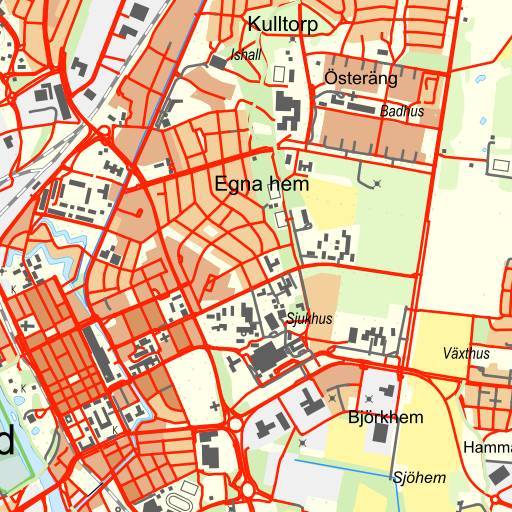 Kulltorp
Ishall
Österäng
Badhus
Egna hem
Sjukhus
Växthus
Björkhem
Hamma
d
Sjöhem
K
K
K
K